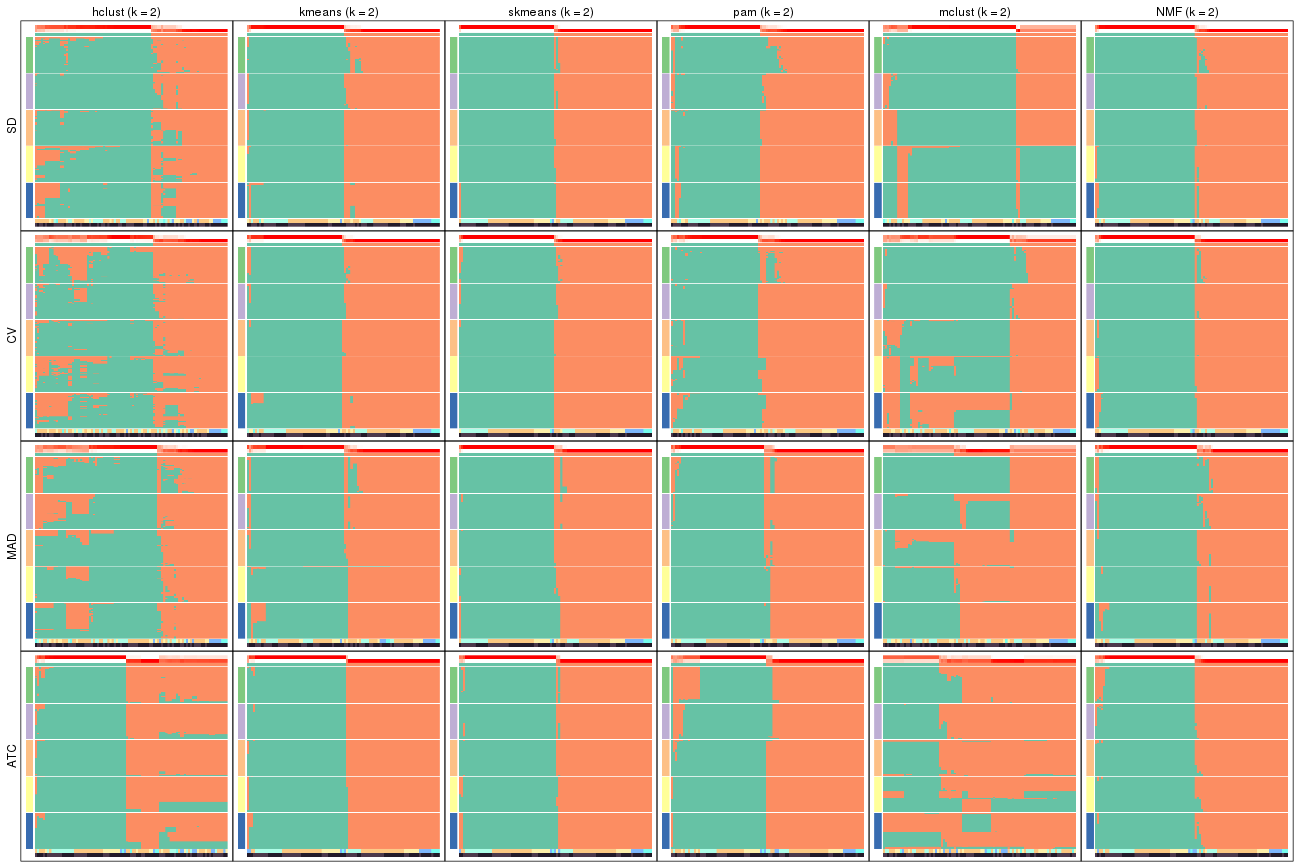 hclust (k = 2) kmeans (k = 2) skmeans (k = 2) pam (k = 2) mclust (k = 2) NMF (k = 2)
SD
CV
MAD
ATC